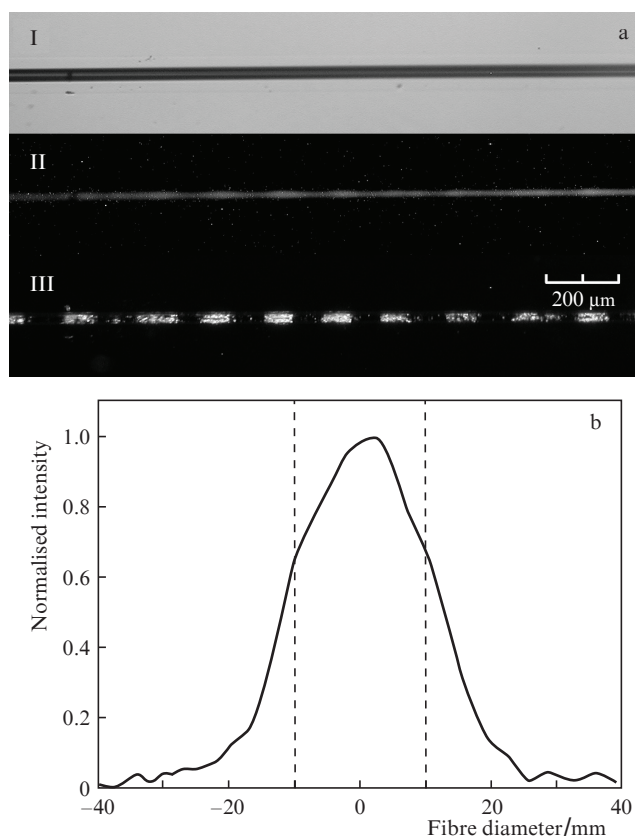 I a
II
III
200 µm
b
1.0
0.8
0.6
0.4
0.2
0
Normalised intensity
–40 –20 0 20 40
Fibre diameter/mm